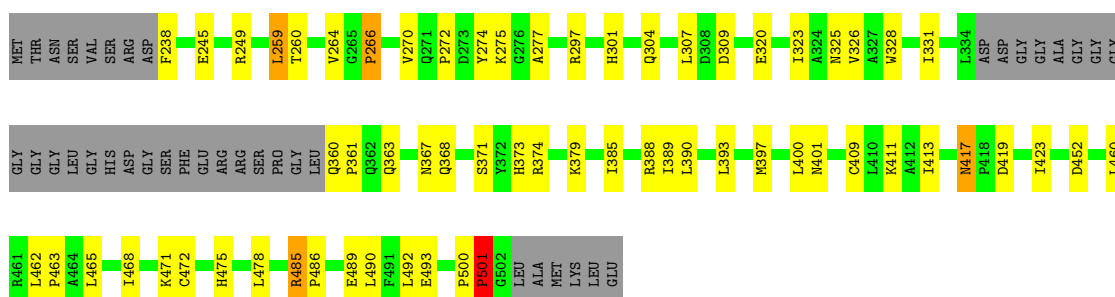 MET THR ASN SER VAL SER ARG ASP F238 E245 R249 L259 T260 V264 G265 P266 V270 Q271 P272 D273 Y274 K275 G276 A277 R297 H301 Q304 L307 D308 D309 E320 I323 A324 N325 V326 A327 W328 I331 L334 ASP ASP GLY GLY ALA GLY GLY GLY
GLY GLY GLY LEU GLY HIS ASP GLY SER PHE GLU ARG ARG SER PRO GLY LEU Q360 P361 Q362 Q363 N367 Q368 S371 Y372 H373 R374 K379 I385 R388 I389 L390 L393 M397 L400 N401 C409 L410 K411 A412 I413 N417 P418 D419 I423 D452 L460
R461 L462 P463 A464 L465 I468 K471 C472 H475 L478 R485 P486 E489 L490 F491 L492 E493 P500 P501 G502 LEU ALA MET LYS LEU GLU